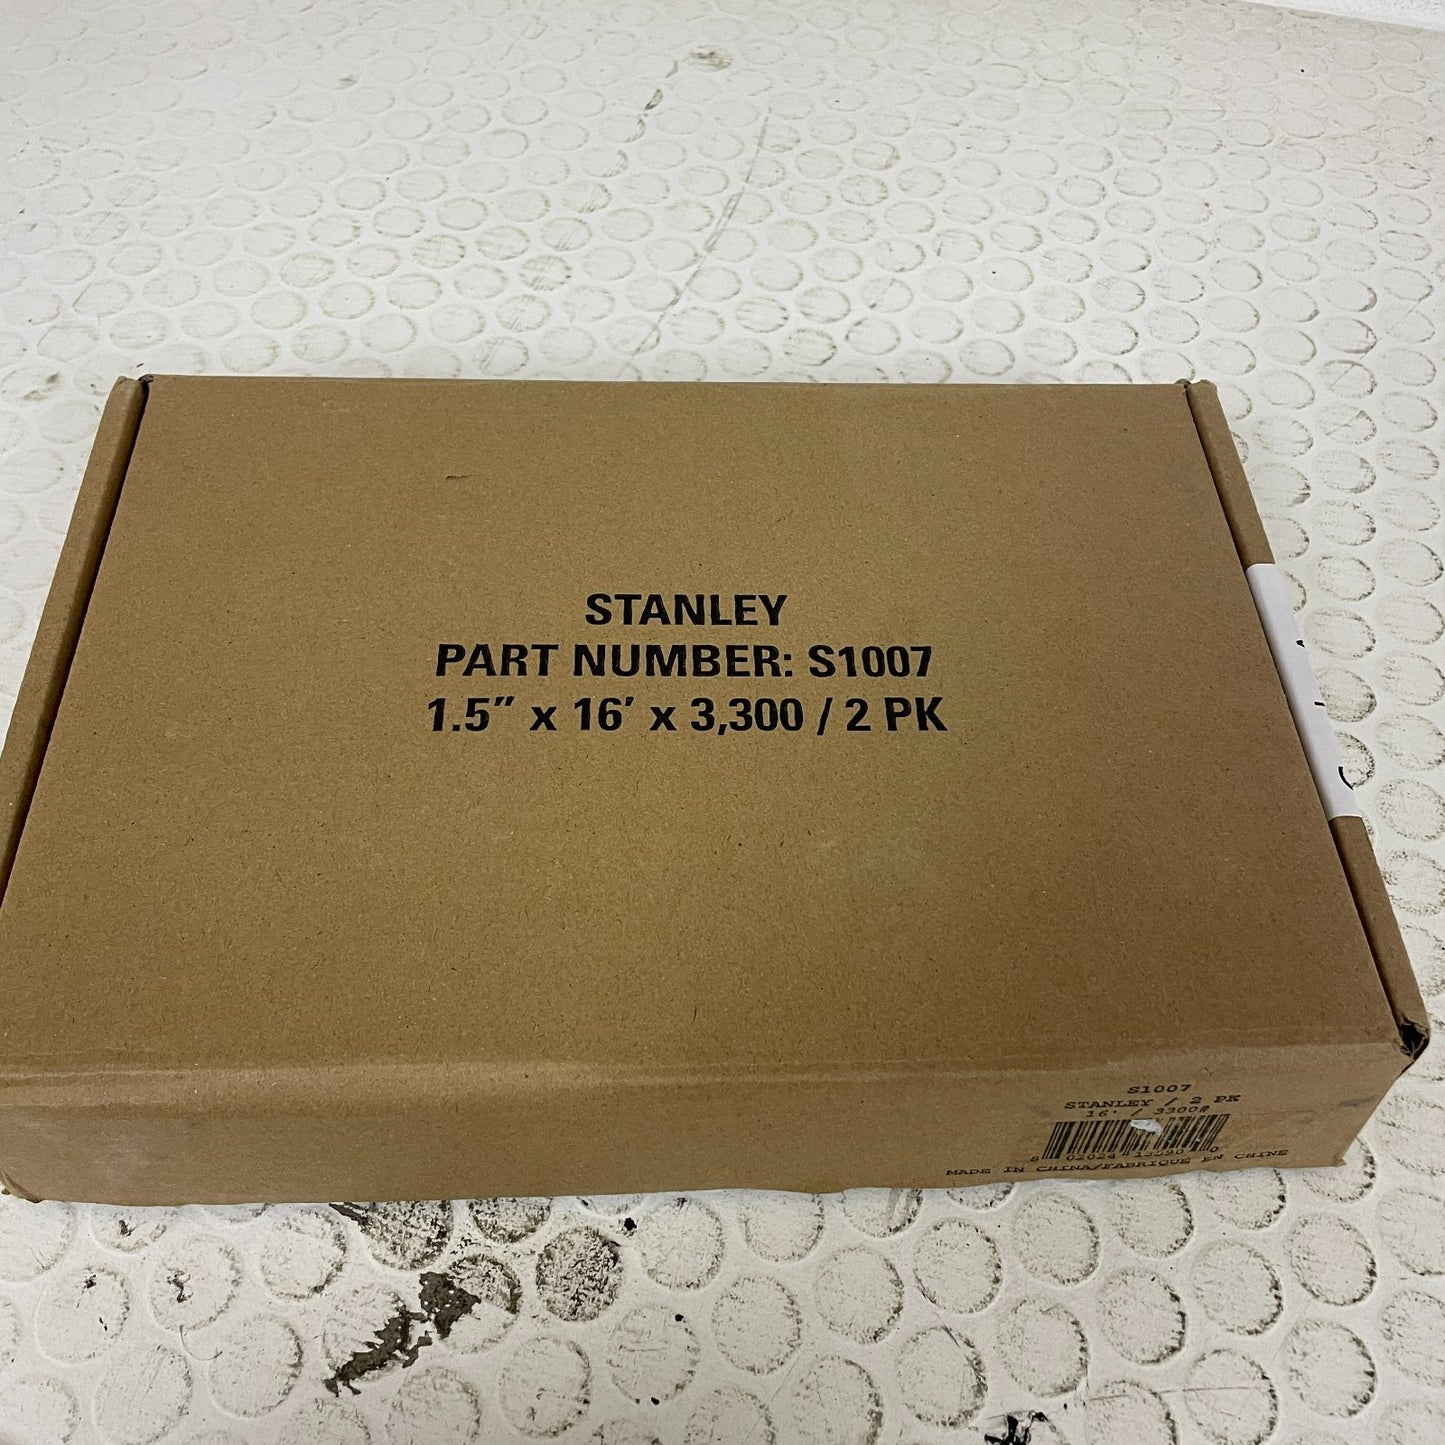 STANLEY
PART NUMBER: S1007
1.5” x 16’ x 3,300 / 2 PK
S1007
STANLEY / 2 PK
16' / 3300#
MADE IN CHINA/FABRIQUE EN CHINE